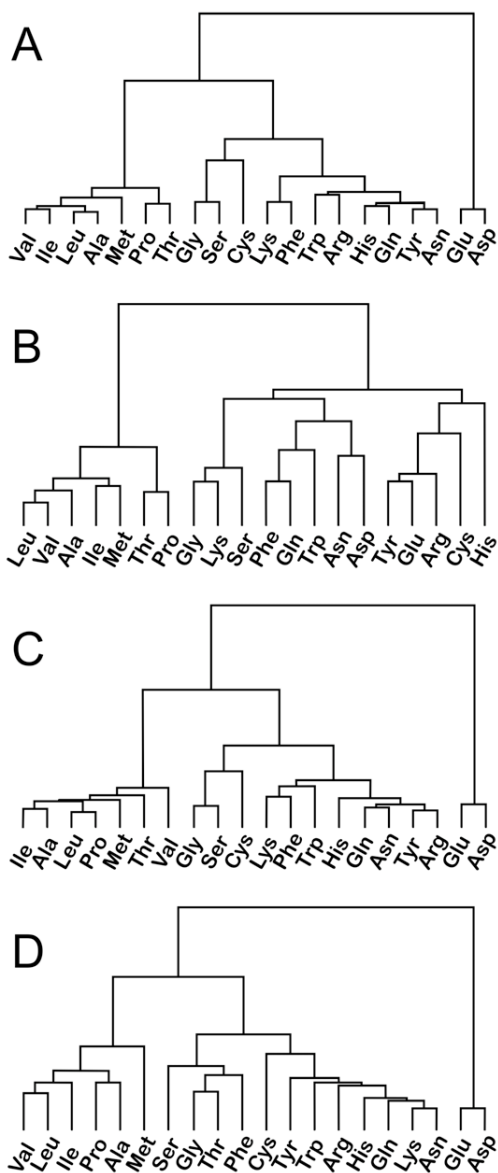 A
Val Ile Leu Ala Met Pro Thr Gly Ser Cys Lys Phe Trp Arg His Gln Tyr Asn Glu Asp
B
Leu Val Ala Ile Met Thr Pro Gly Lys Ser Phe Gln Trp Asn Asp Tyr Glu Arg Cys His
C
Ile Ala Leu Pro Met Thr Val Gly Ser Cys Lys Phe Trp His Gln Asn Tyr Arg Glu Asp
D
Val Leu Ile Pro Ala Met Ser Gly Thr Phe Cys Tyr Trp Arg His Gln Lys Asn Glu Asp